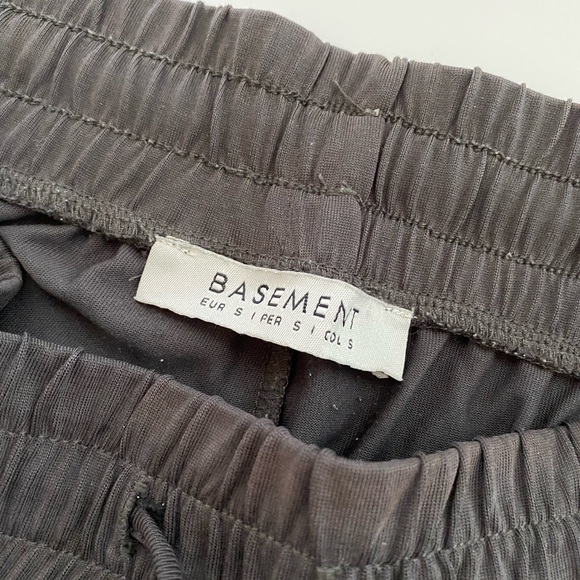 BASEMENT
EUR S / PER S / COL S